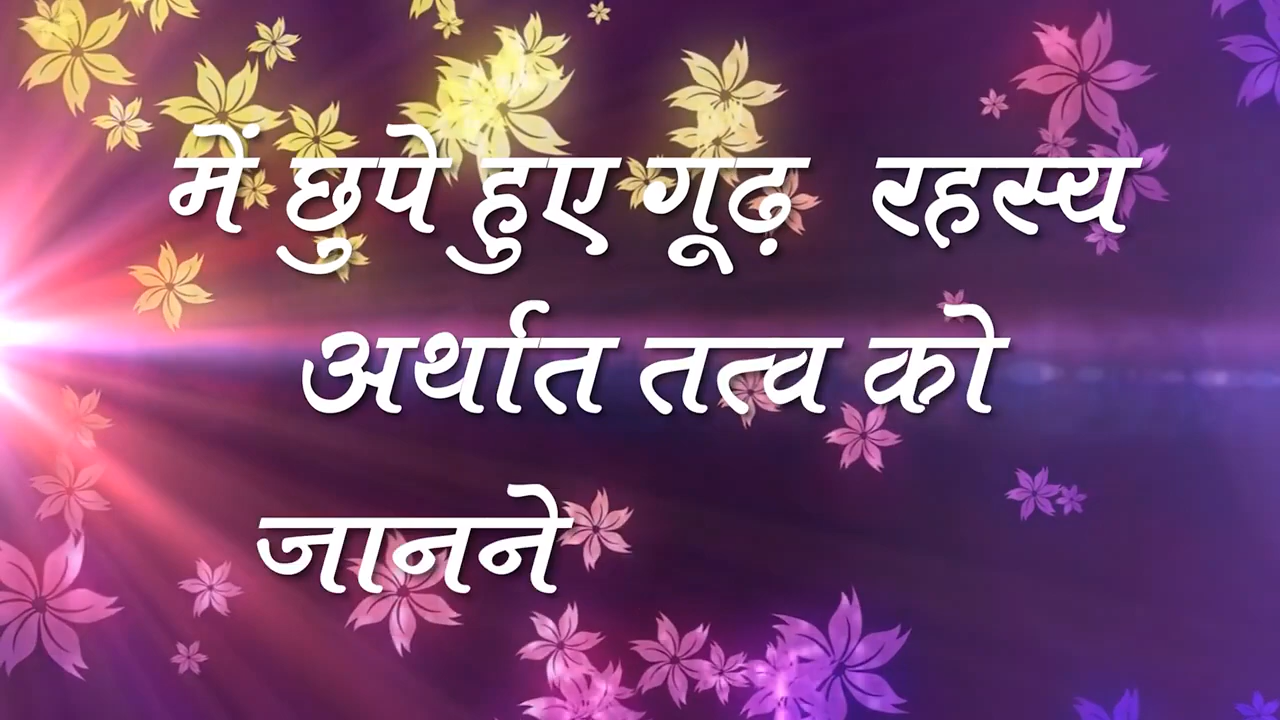 में छुपे हुए गूढ़ रहस्य
अर्थात तत्व को
जानने